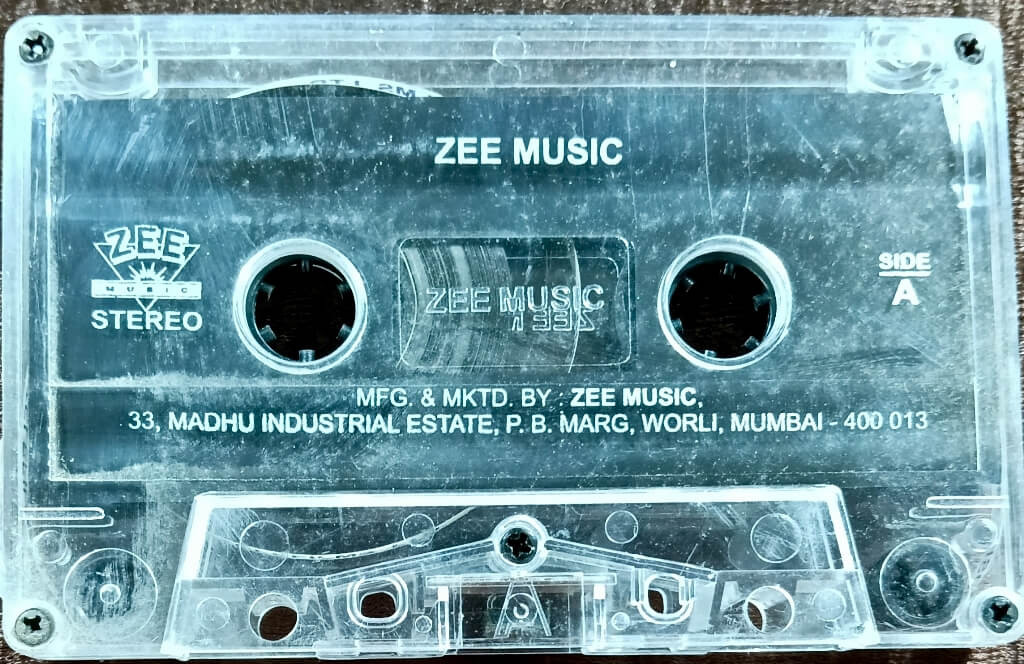 ZEE MUSIC
ZEE
MUSIC
STEREO
ZEE MUSIC
SIDE
A
MFG. & MKTD. BY : ZEE MUSIC,
33, MADHU INDUSTRIAL ESTATE, P. B. MARG, WORLI, MUMBAI - 400 013
A